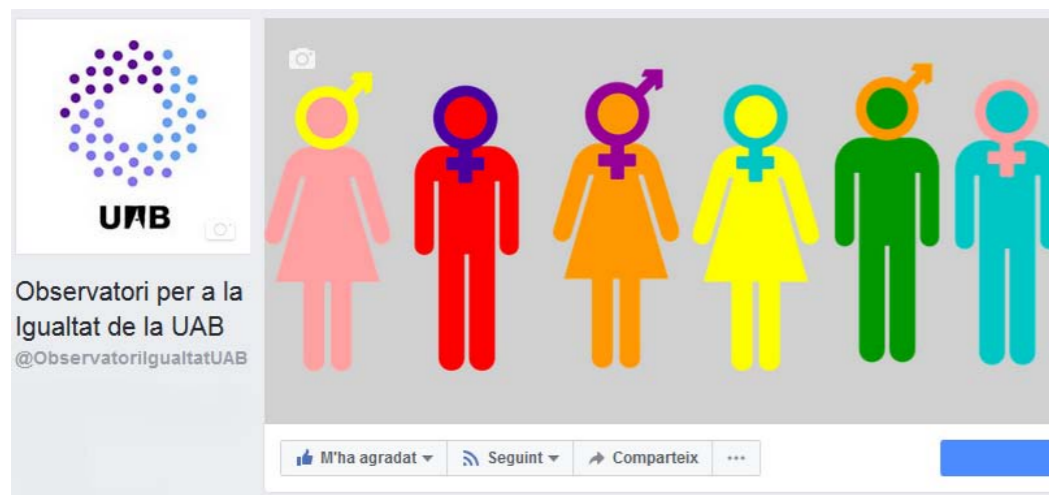 UAB
Observatori per a la
Igualtat de la UAB
@ObservatoriIgualtatUAB
M'ha agradat
Seguint
Comparteix